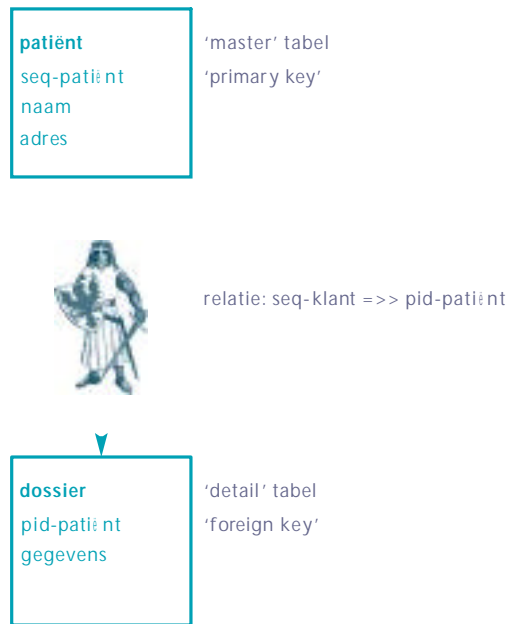 patiënt ‘master’ tabel
seq-patiënt ‘primary key’
naam
adres
relatie: seq-klant =>> pid-patiënt
dossier ‘detail’ tabel
pid-patiënt ‘foreign key’
gegevens